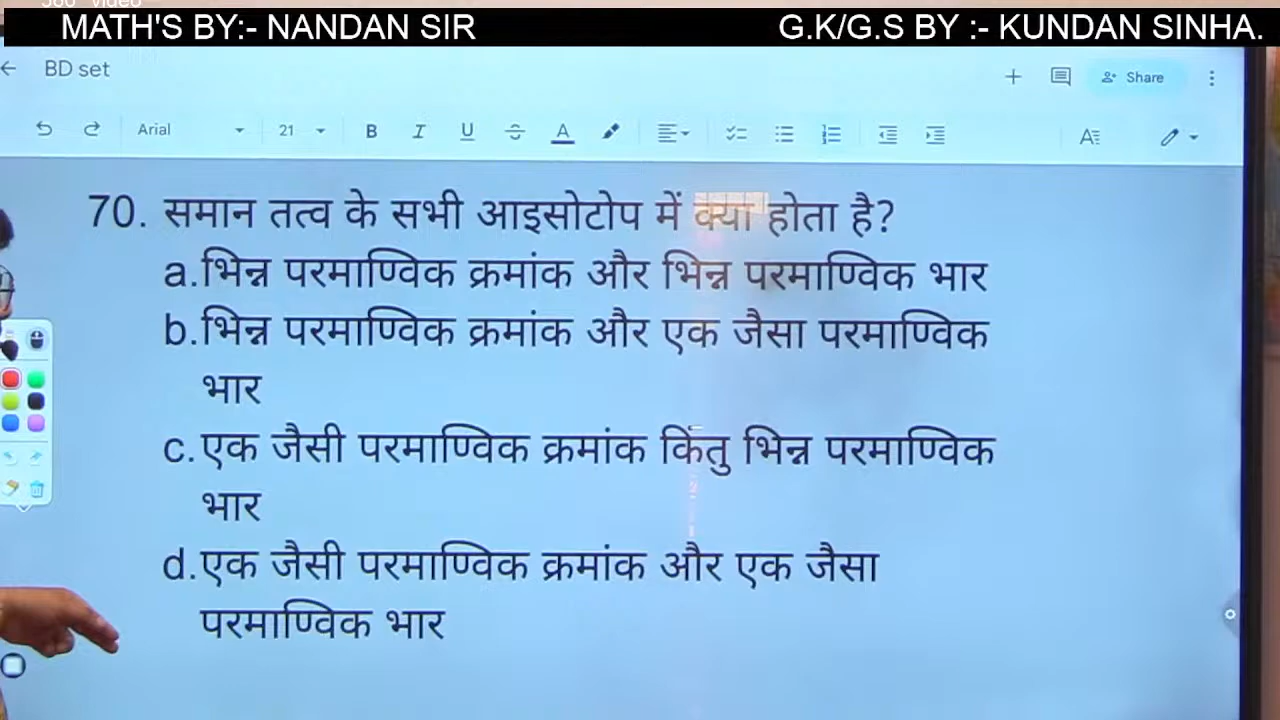 MATH'S BY:- NANDAN SIR
G.K/G.S BY :- KUNDAN SINHA.
BD set
Share
Arial
21
B I U S A
70. समान तत्व के सभी आइसोटोप में क्या होता है?
a. भिन्न परमाण्विक क्रमांक और भिन्न परमाण्विक भार
b. भिन्न परमाण्विक क्रमांक और एक जैसा परमाण्विक
भार
c. एक जैसी परमाण्विक क्रमांक किंतु भिन्न परमाण्विक
भार
d. एक जैसी परमाण्विक क्रमांक और एक जैसा
परमाण्विक भार